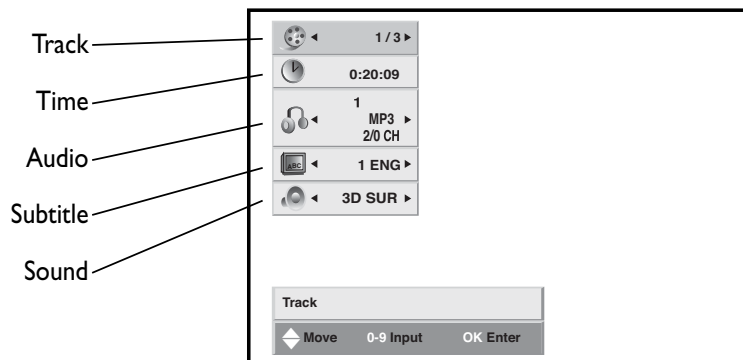 Track
Time
Audio
Subtitle
Sound
1 / 3
0:20:09
1
MP3
2/0 CH
ABC
1 ENG
3D SUR
Track
Move 0-9 Input OK Enter